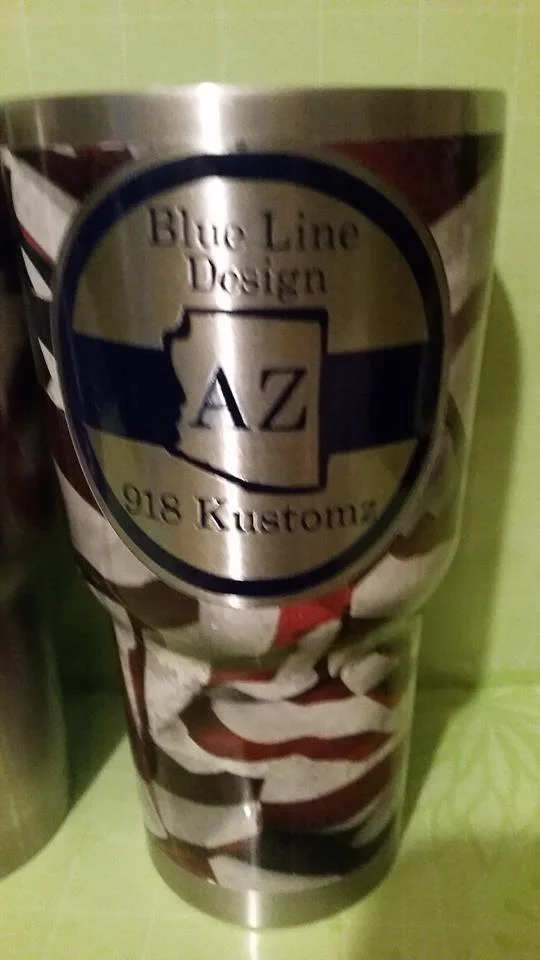 Blue Line
Design
AZ
918 Kustomz